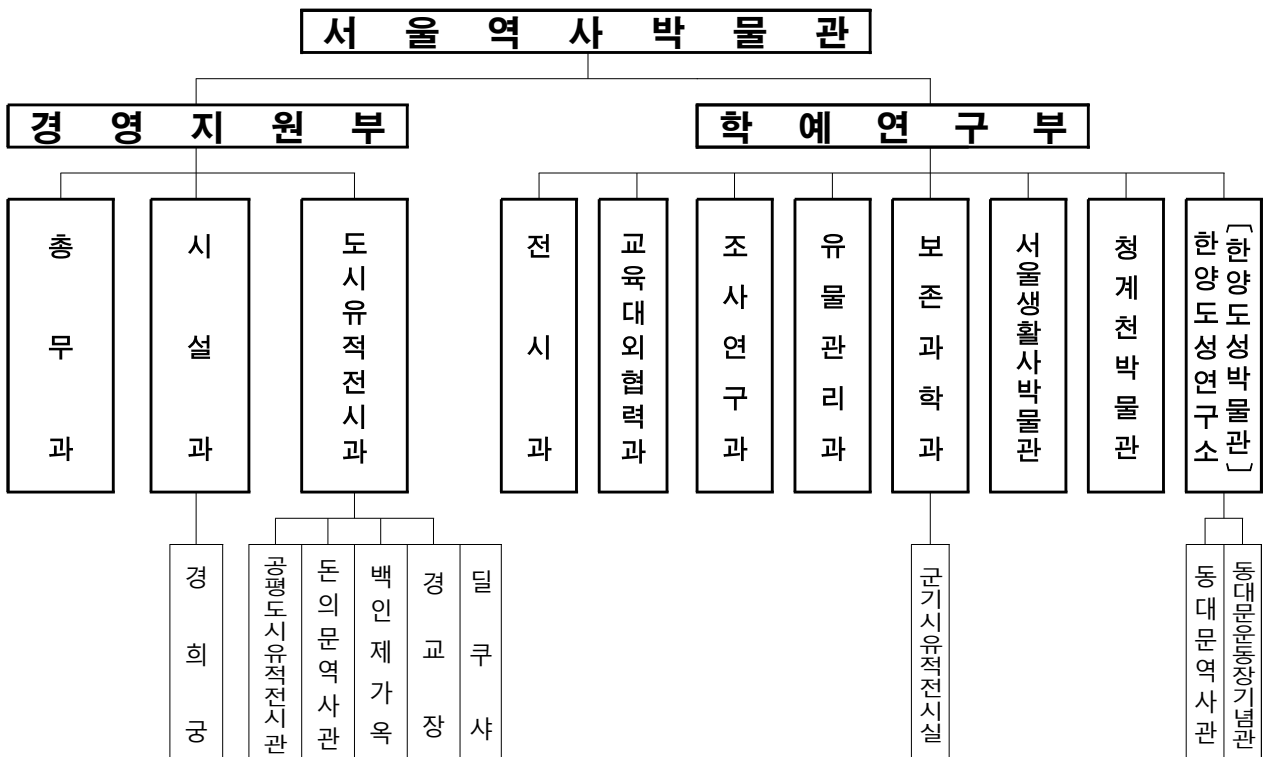 서울역사박물관
경영지원부
학예연구부
총무과
시설과
도시유적전시과
전시과
교육대외협력과
조사연구과
유물관리과
보존과학과
서울생활사박물관
청계천박물관
한양도성연구소
[한양도성박물관]
경희궁
공평도시유적전시관
돈의문역사관
백인제가옥
경교장
딜쿠샤
군기시유적전시실
동대문역사관
동대문운동장기념관